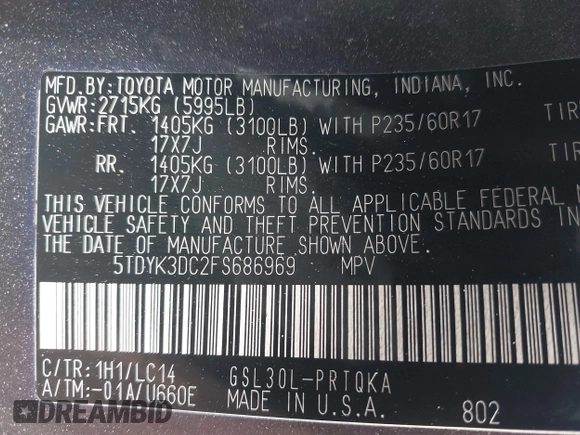 MFD.BY:TOYOTA MOTOR MANUFACTURING, INDIANA, INC.
GVWR:2715KG (5995LB)
GAWR:FRT. 1405KG (3100LB) WITH P235/60R17 TIR
17X7J RIMS.
RR. 1405KG (3100LB) WITH P235/60R17 TIR
17X7J RIMS.
THIS VEHICLE CONFORMS TO ALL APPLICABLE FEDERAL
VEHICLE SAFETY AND THEFT PREVENTION STANDARDS IN
THE DATE OF MANUFACTURE SHOWN ABOVE.
5TDYK3DC2FS686969 MPV
C/TR:1H1/LC14 GSL30L-PRTQKA
A/TM:-01A/U660E MADE IN U.S.A. 802
DREAMBID